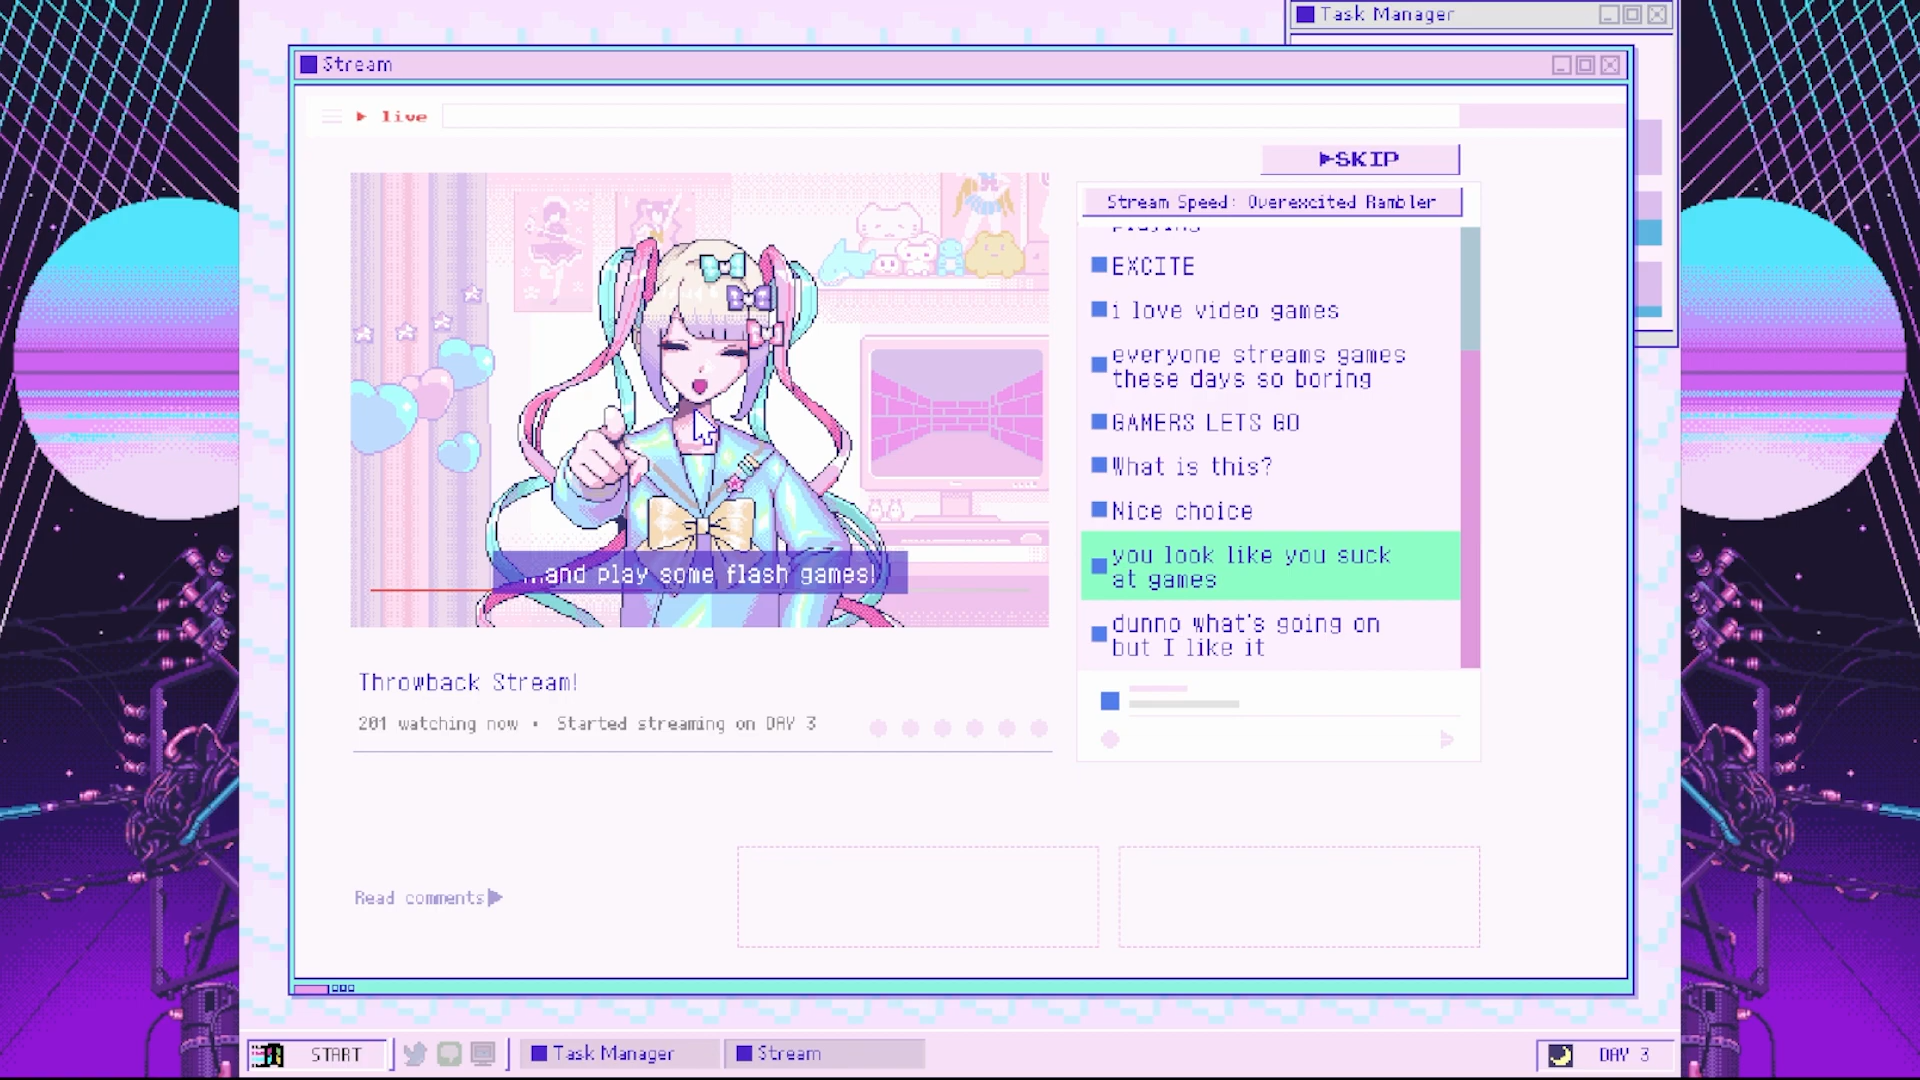 Task Manager
Stream
live
▶SKIP
Stream Speed: Overexcited Rambler
playing
EXCITE
i love video games
everyone streams games
these days so boring
GAMERS LETS GO
What is this?
Nice choice
you look like you suck
at games
dunno what's going on
but I like it
...and play some flash games!
Throwback Stream!
201 watching now • Started streaming on DAY 3
Read comments▶
START
Task Manager
Stream
DAY 3